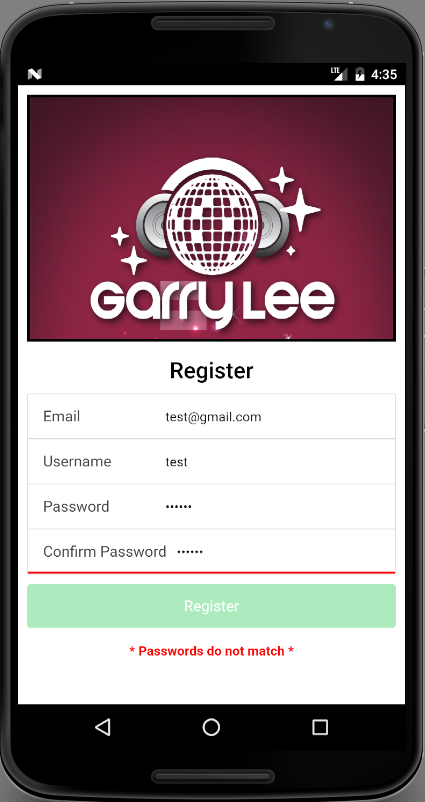 LTE 4:35
GARRY LEE
Register
Email test@gmail.com
Username test
Password ••••••
Confirm Password ••••••
Register
* Passwords do not match *